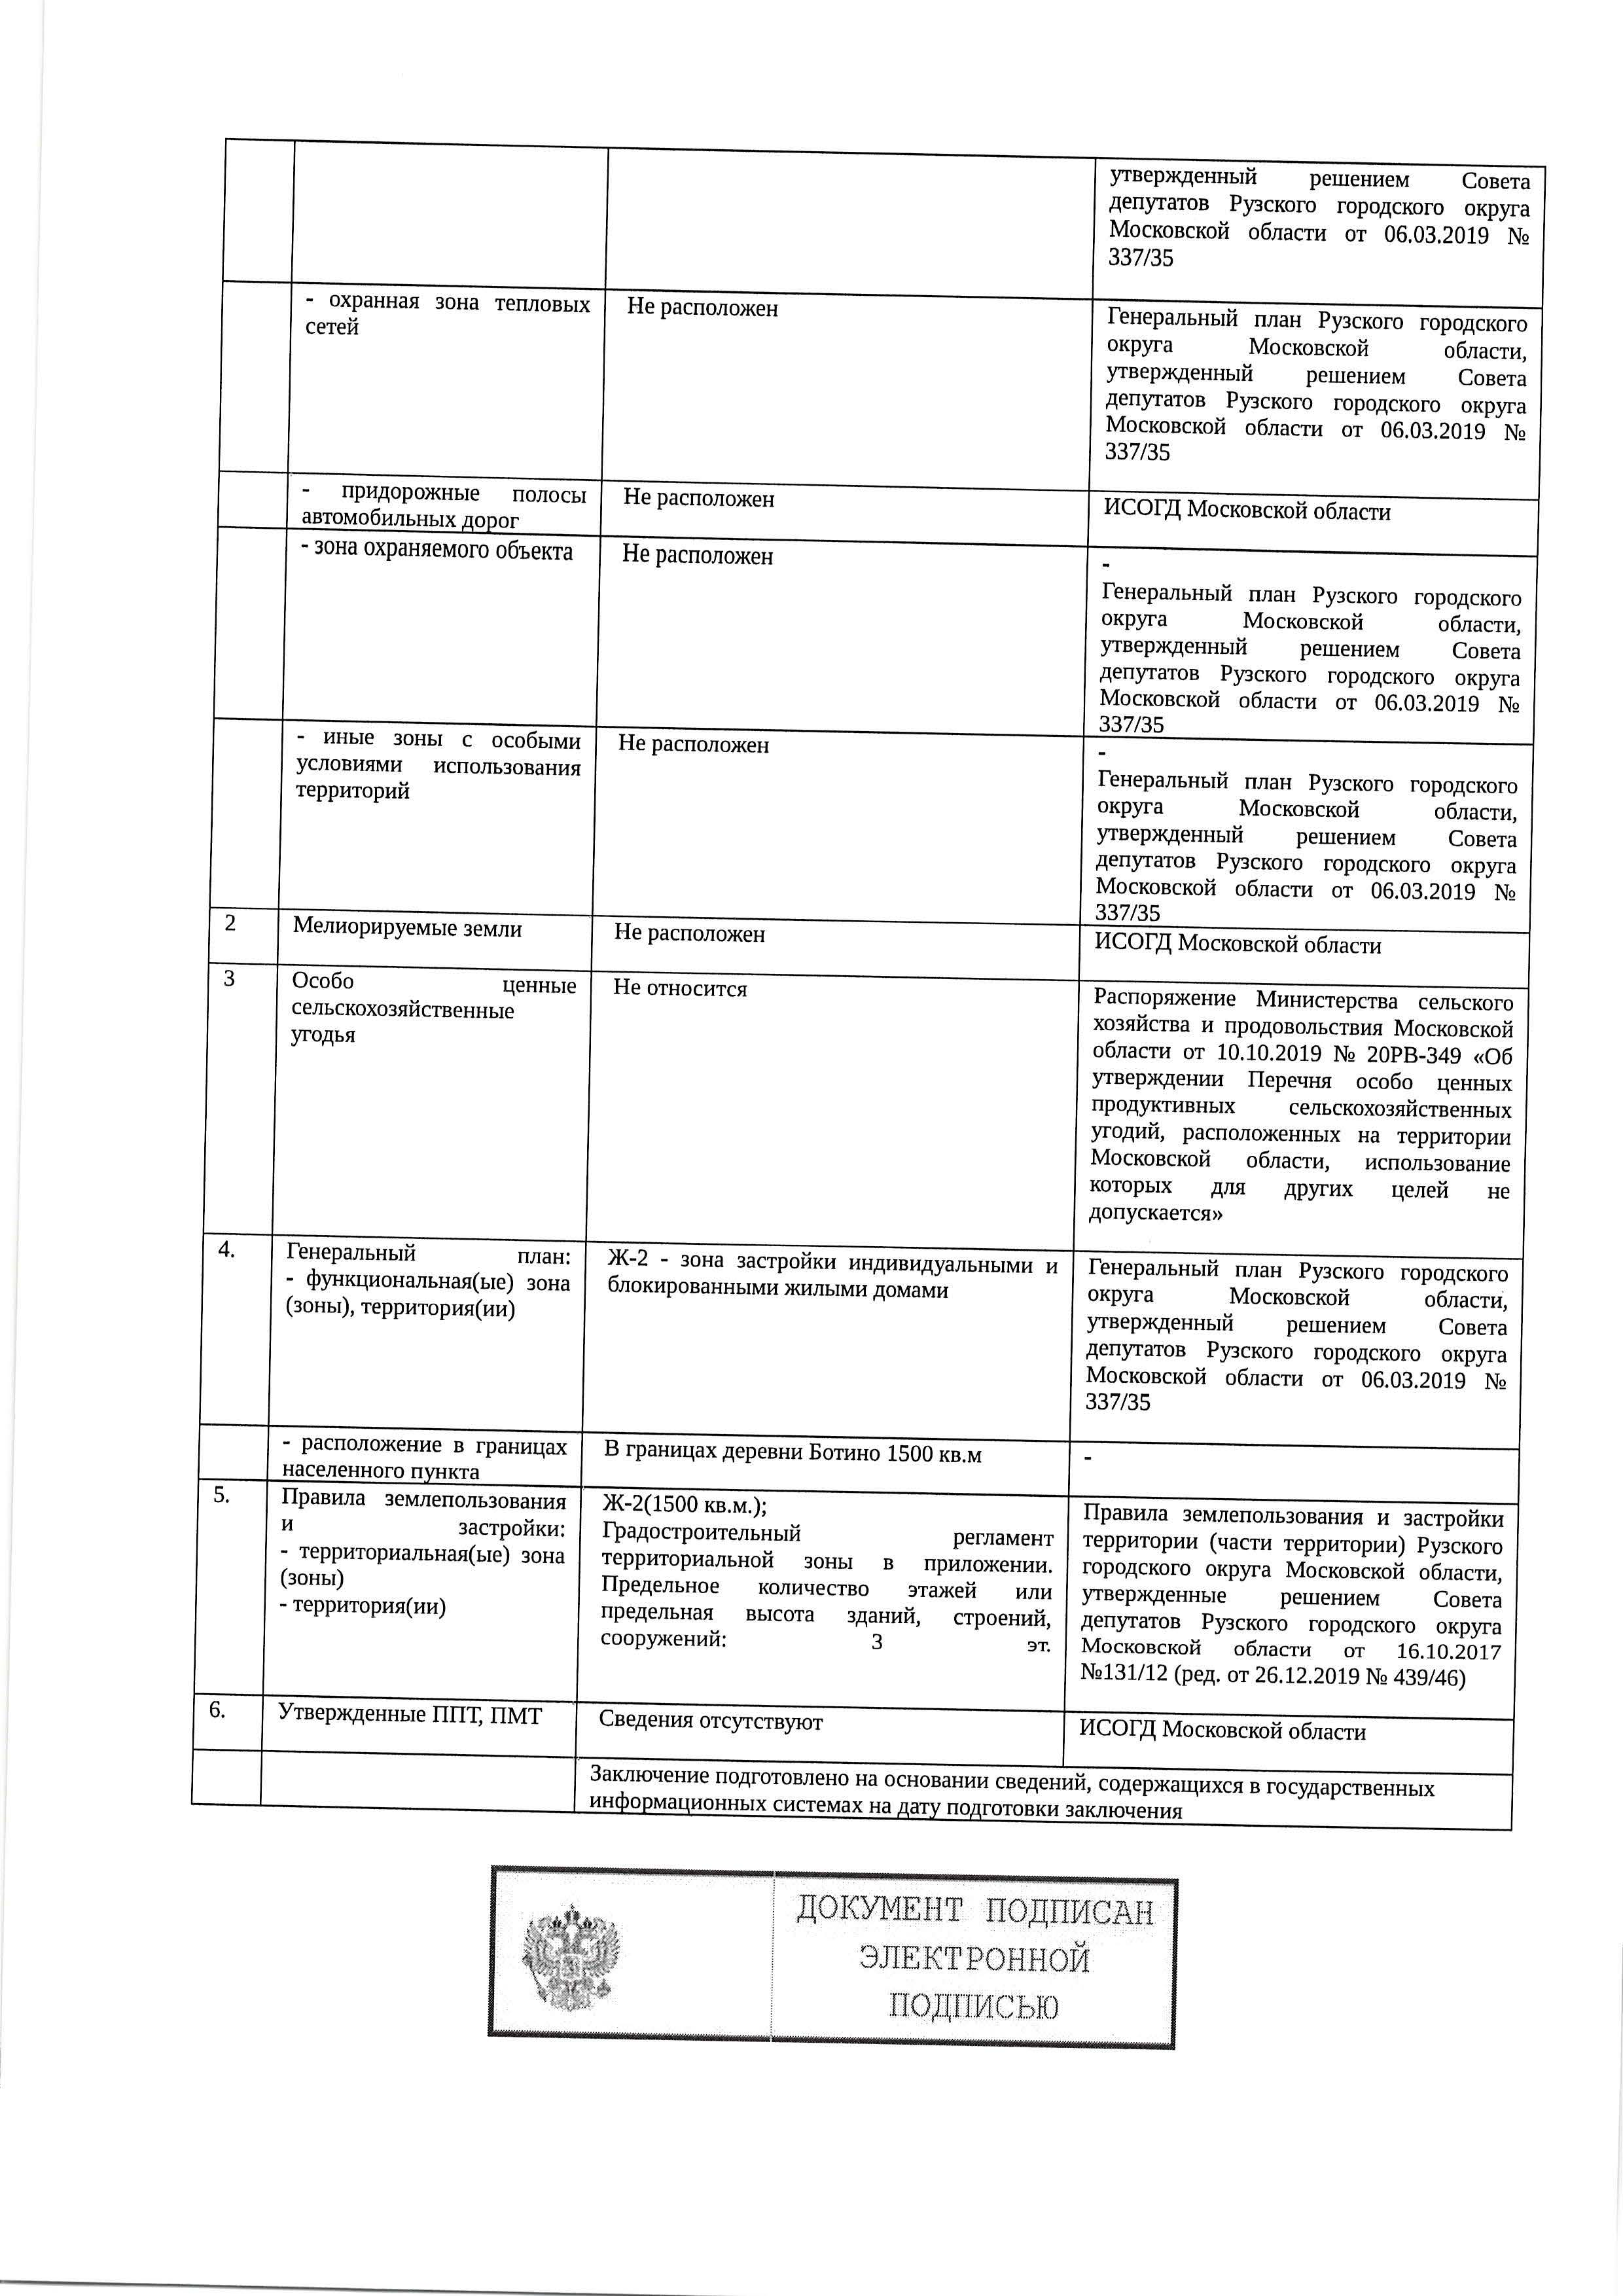 утвержденный решением Совета
депутатов Рузского городского округа
Московской области от 06.03.2019 №
337/35
- охранная зона тепловых
сетей
Не расположен
Генеральный план Рузского городского
округа Московской области,
утвержденный решением Совета
депутатов Рузского городского округа
Московской области от 06.03.2019 №
337/35
- придорожные полосы
автомобильных дорог
Не расположен
ИСОГД Московской области
- зона охраняемого объекта
Не расположен
-
Генеральный план Рузского городского
округа Московской области,
утвержденный решением Совета
депутатов Рузского городского округа
Московской области от 06.03.2019 №
337/35
- иные зоны с особыми
условиями использования
территорий
Не расположен
-
Генеральный план Рузского городского
округа Московской области,
утвержденный решением Совета
депутатов Рузского городского округа
Московской области от 06.03.2019 №
337/35
2
Мелиорируемые земли
Не расположен
ИСОГД Московской области
3
Особо ценные
сельскохозяйственные
угодья
Не относится
Распоряжение Министерства сельского
хозяйства и продовольствия Московской
области от 10.10.2019 № 20РВ-349 «Об
утверждении Перечня особо ценных
продуктивных сельскохозяйственных
угодий, расположенных на территории
Московской области, использование
которых для других целей не
допускается»
4.
Генеральный план:
- функциональная(ые) зона
(зоны), территория(ии)
Ж-2 - зона застройки индивидуальными и
блокированными жилыми домами
Генеральный план Рузского городского
округа Московской области,
утвержденный решением Совета
депутатов Рузского городского округа
Московской области от 06.03.2019 №
337/35
- расположение в границах
населенного пункта
В границах деревни Ботино 1500 кв.м
-
5.
Правила землепользования
и застройки:
- территориальная(ые) зона
(зоны)
- территория(ии)
Ж-2(1500 кв.м.);
Градостроительный регламент
территориальной зоны в приложении.
Предельное количество этажей или
предельная высота зданий, строений,
сооружений: 3 эт.
Правила землепользования и застройки
территории (части территории) Рузского
городского округа Московской области,
утвержденные решением Совета
депутатов Рузского городского округа
Московской области от 16.10.2017
№131/12 (ред. от 26.12.2019 № 439/46)
6.
Утвержденные ППТ, ПМТ
Сведения отсутствуют
ИСОГД Московской области
Заключение подготовлено на основании сведений, содержащихся в государственных
информационных системах на дату подготовки заключения
ДОКУМЕНТ ПОДПИСАН
ЭЛЕКТРОННОЙ
ПОДПИСЬЮ